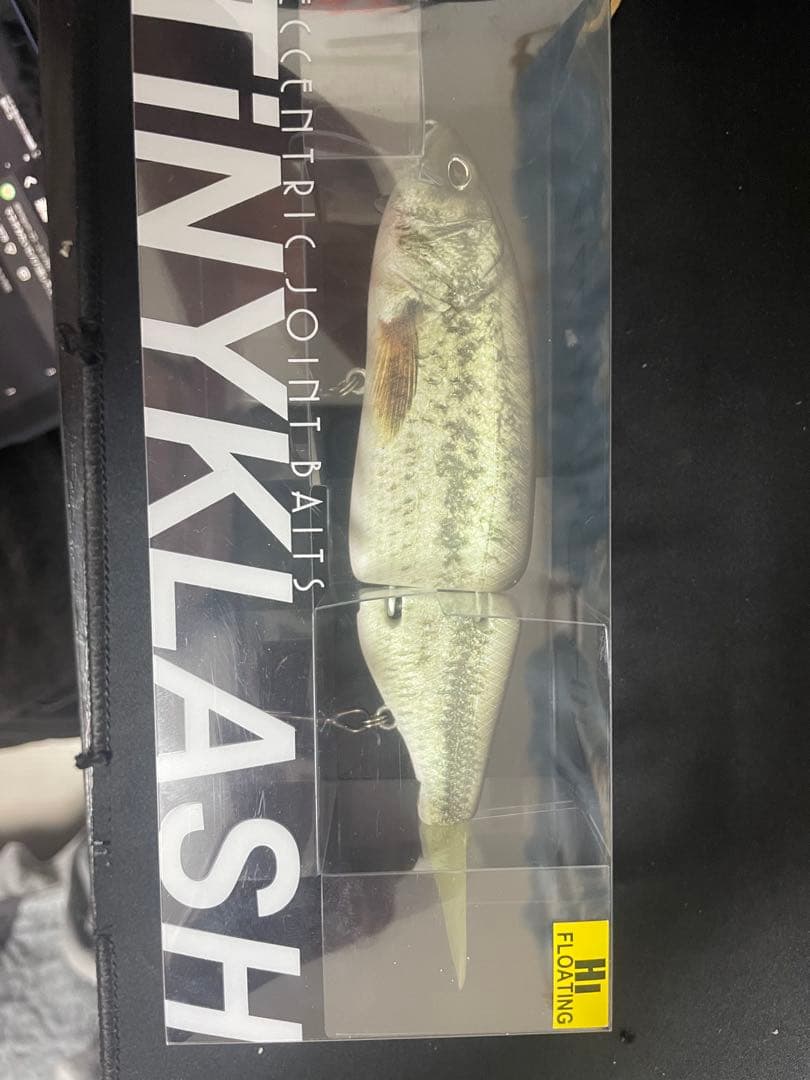 TiNYKLASH
ECCENTRIC JOINT BAITS
HI
FLOATING